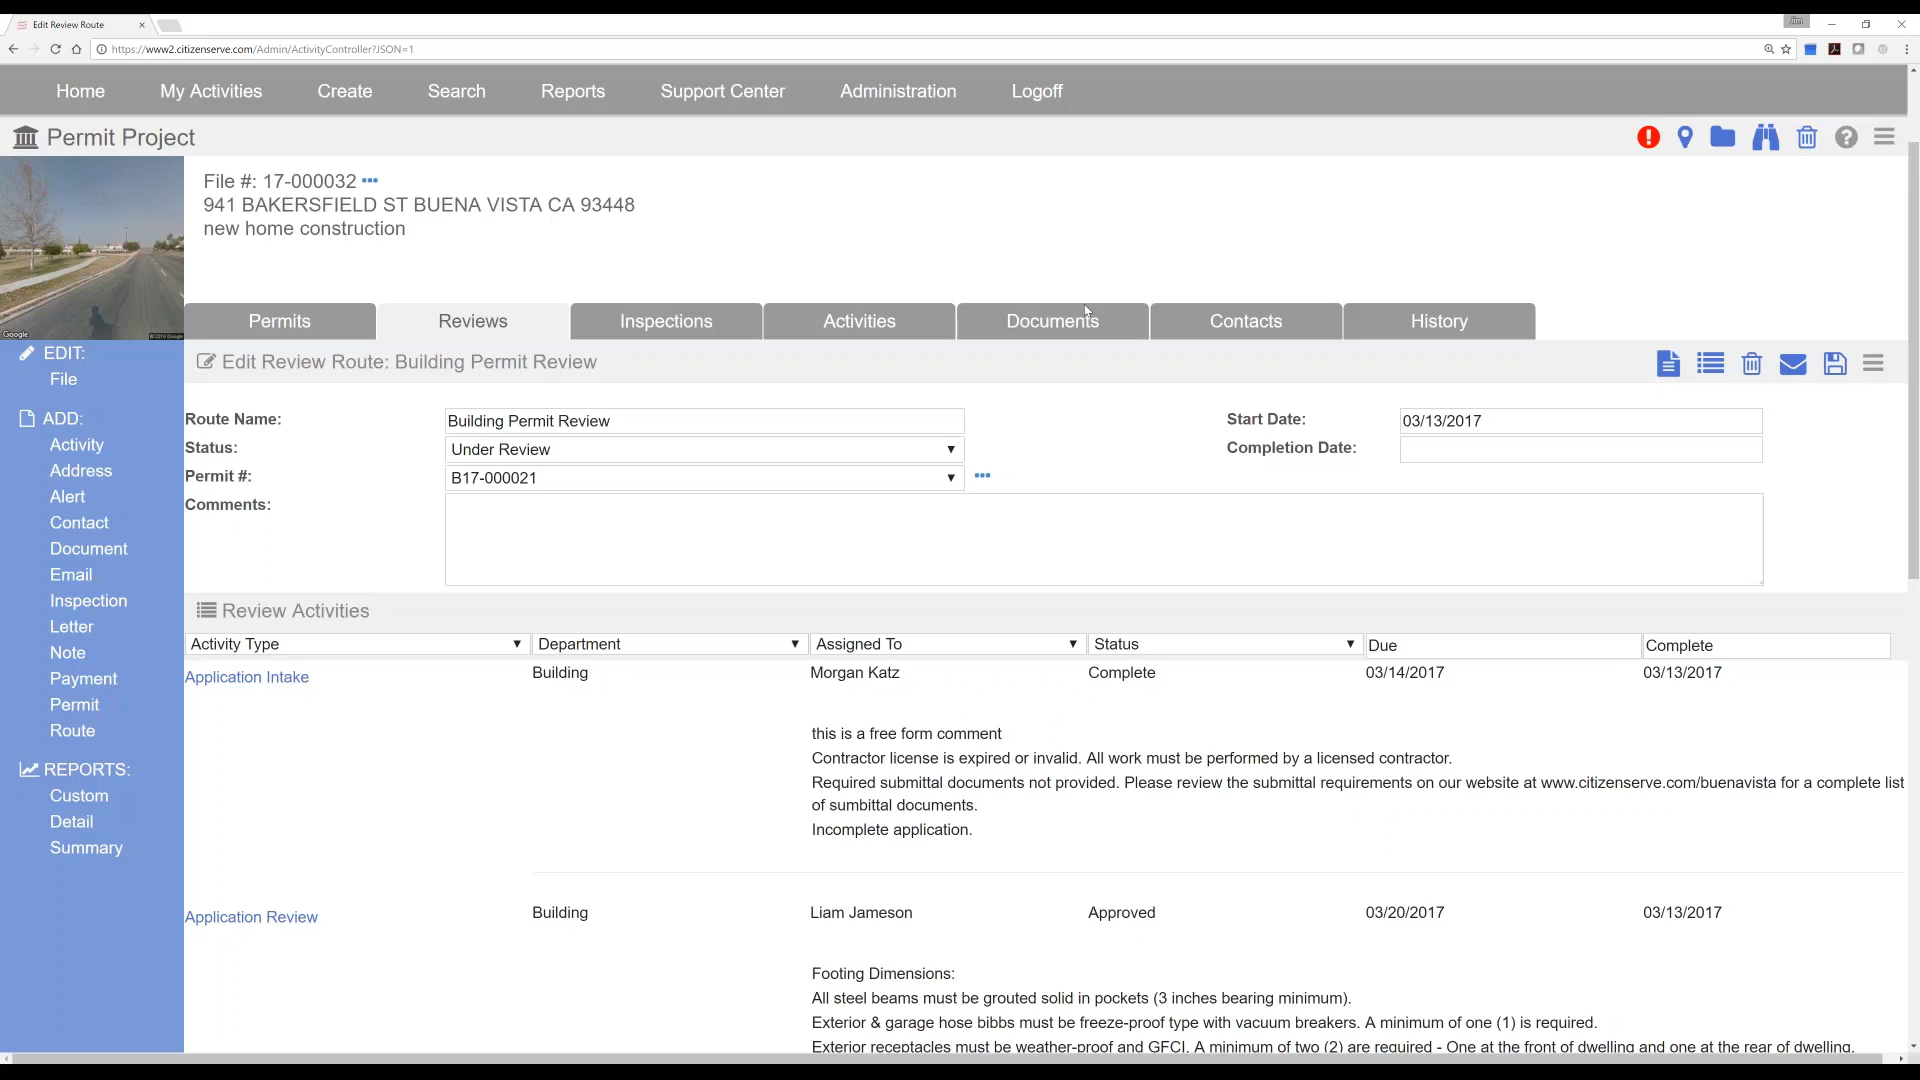 Edit Review Route
Jim
https://www2.citizenserve.com/Admin/ActivityController?JSON=1
Home My Activities Create Search Reports Support Center Administration Logoff
Permit Project
File #: 17-000032
941 BAKERSFIELD ST BUENA VISTA CA 93448
new home construction
Google
Permits Reviews Inspections Activities Documents Contacts History
EDIT:
File
ADD:
Activity
Address
Alert
Contact
Document
Email
Inspection
Letter
Note
Payment
Permit
Route
REPORTS:
Custom
Detail
Summary
Edit Review Route: Building Permit Review
Route Name: Building Permit Review Start Date: 03/13/2017
Status: Under Review Completion Date:
Permit #: B17-000021
Comments:
Review Activities
Activity Type Department Assigned To Status Due Complete
Application Intake Building Morgan Katz Complete 03/14/2017 03/13/2017
this is a free form comment
Contractor license is expired or invalid. All work must be performed by a licensed contractor.
Required submittal documents not provided. Please review the submittal requirements on our website at www.citizenserve.com/buenavista for a complete list
of sumbittal documents.
Incomplete application.
Application Review Building Liam Jameson Approved 03/20/2017 03/13/2017
Footing Dimensions:
All steel beams must be grouted solid in pockets (3 inches bearing minimum).
Exterior & garage hose bibbs must be freeze-proof type with vacuum breakers. A minimum of one (1) is required.
Exterior receptacles must be weather-proof and GFCI. A minimum of two (2) are required - One at the front of dwelling and one at the rear of dwelling.